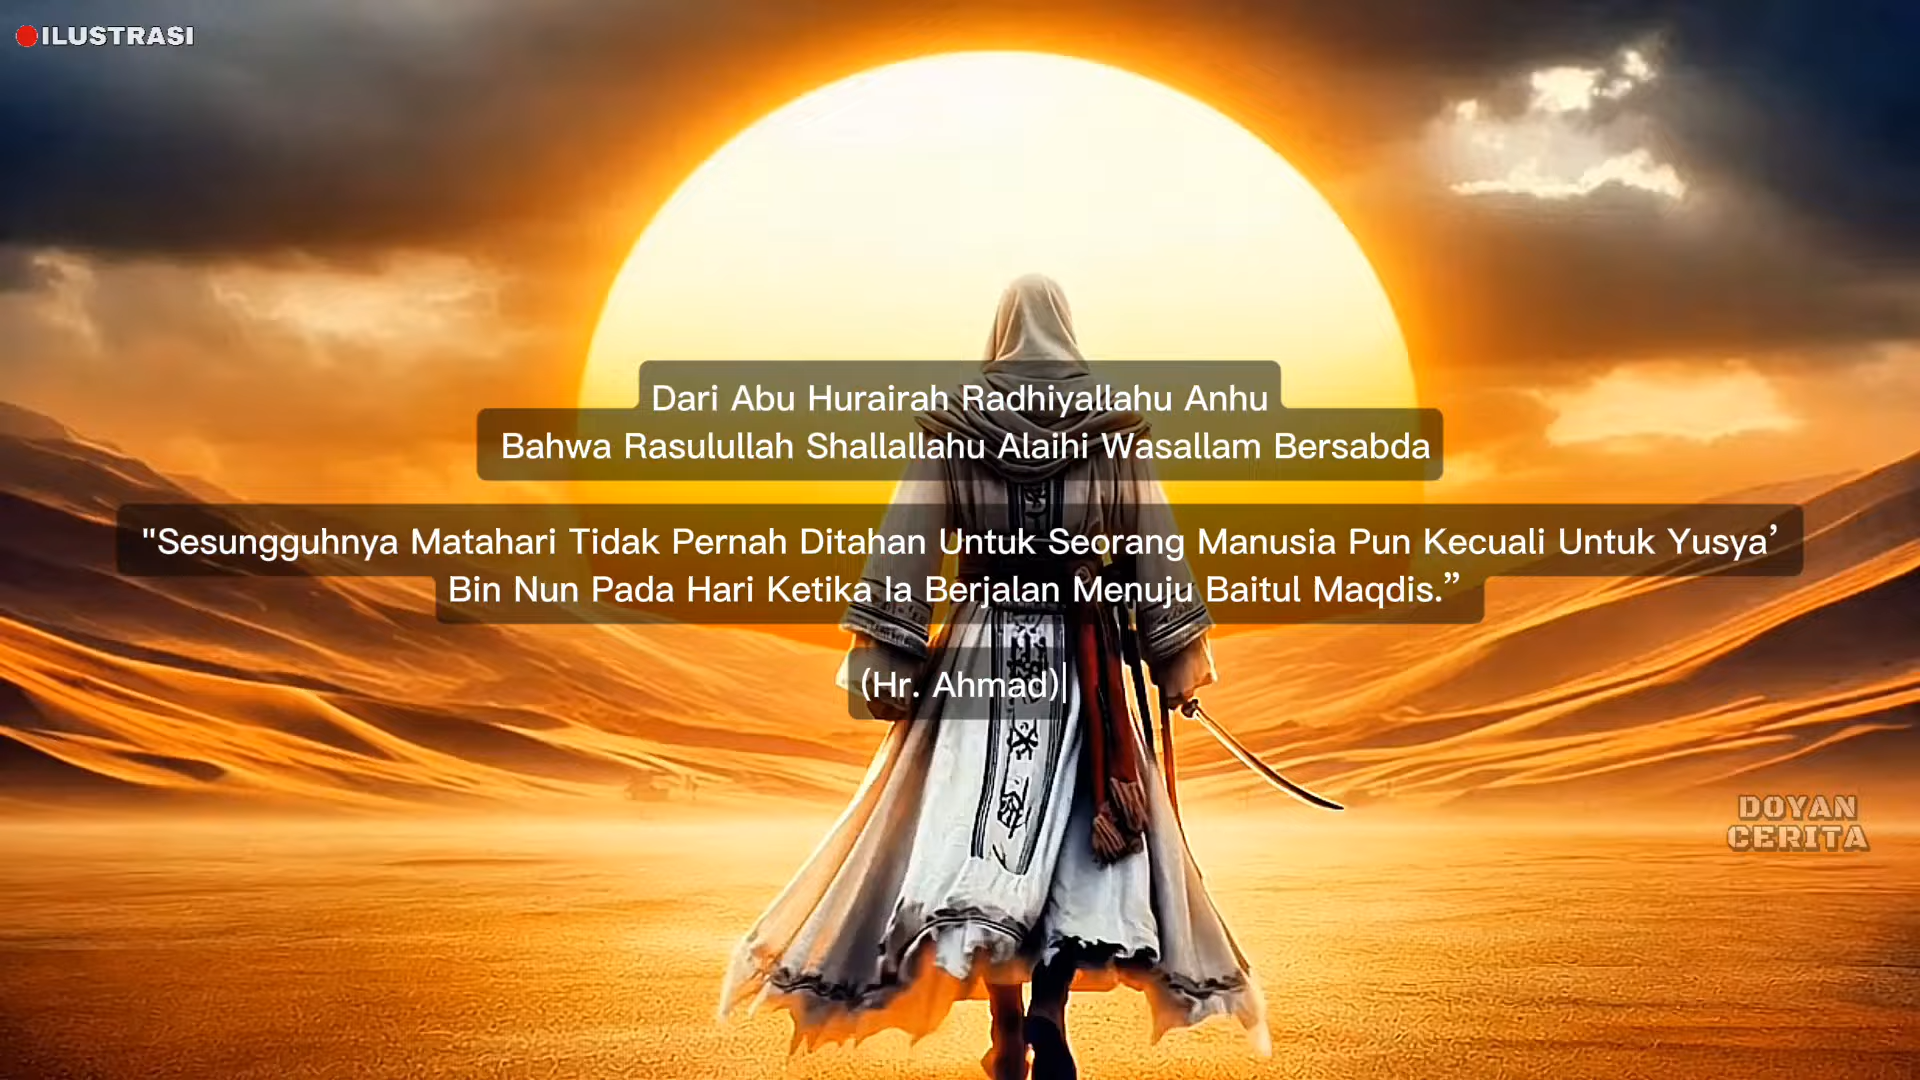 ILUSTRASI
Dari Abu Hurairah Radhiyallahu Anhu
Bahwa Rasulullah Shallallahu Alaihi Wasallam Bersabda
"Sesungguhnya Matahari Tidak Pernah Ditahan Untuk Seorang Manusia Pun Kecuali Untuk Yusya’
Bin Nun Pada Hari Ketika Ia Berjalan Menuju Baitul Maqdis.”
(Hr. Ahmad)
DOYAN
CERITA